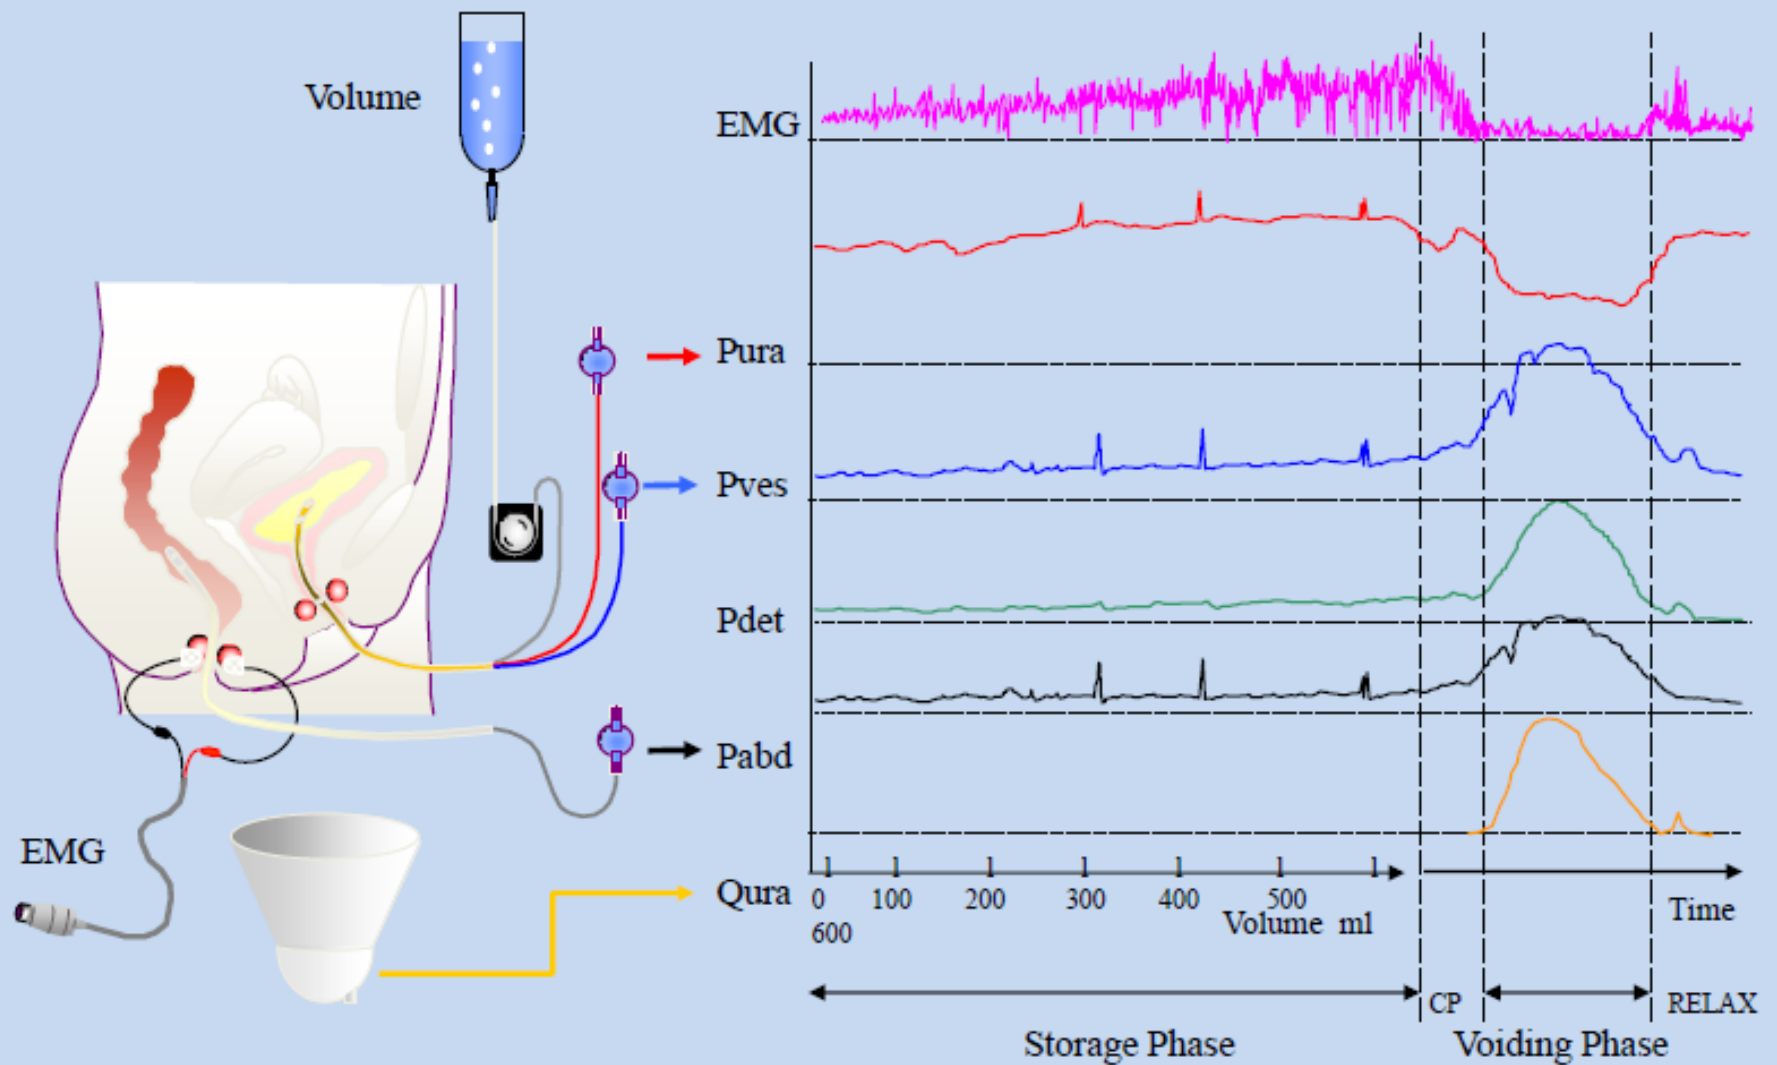 Volume
EMG
Pura
Pves
Pdet
Pabd
EMG
Qura
0 100 200 300 400 500
600
Volume ml
Time
CP
RELAX
Storage Phase
Voiding Phase